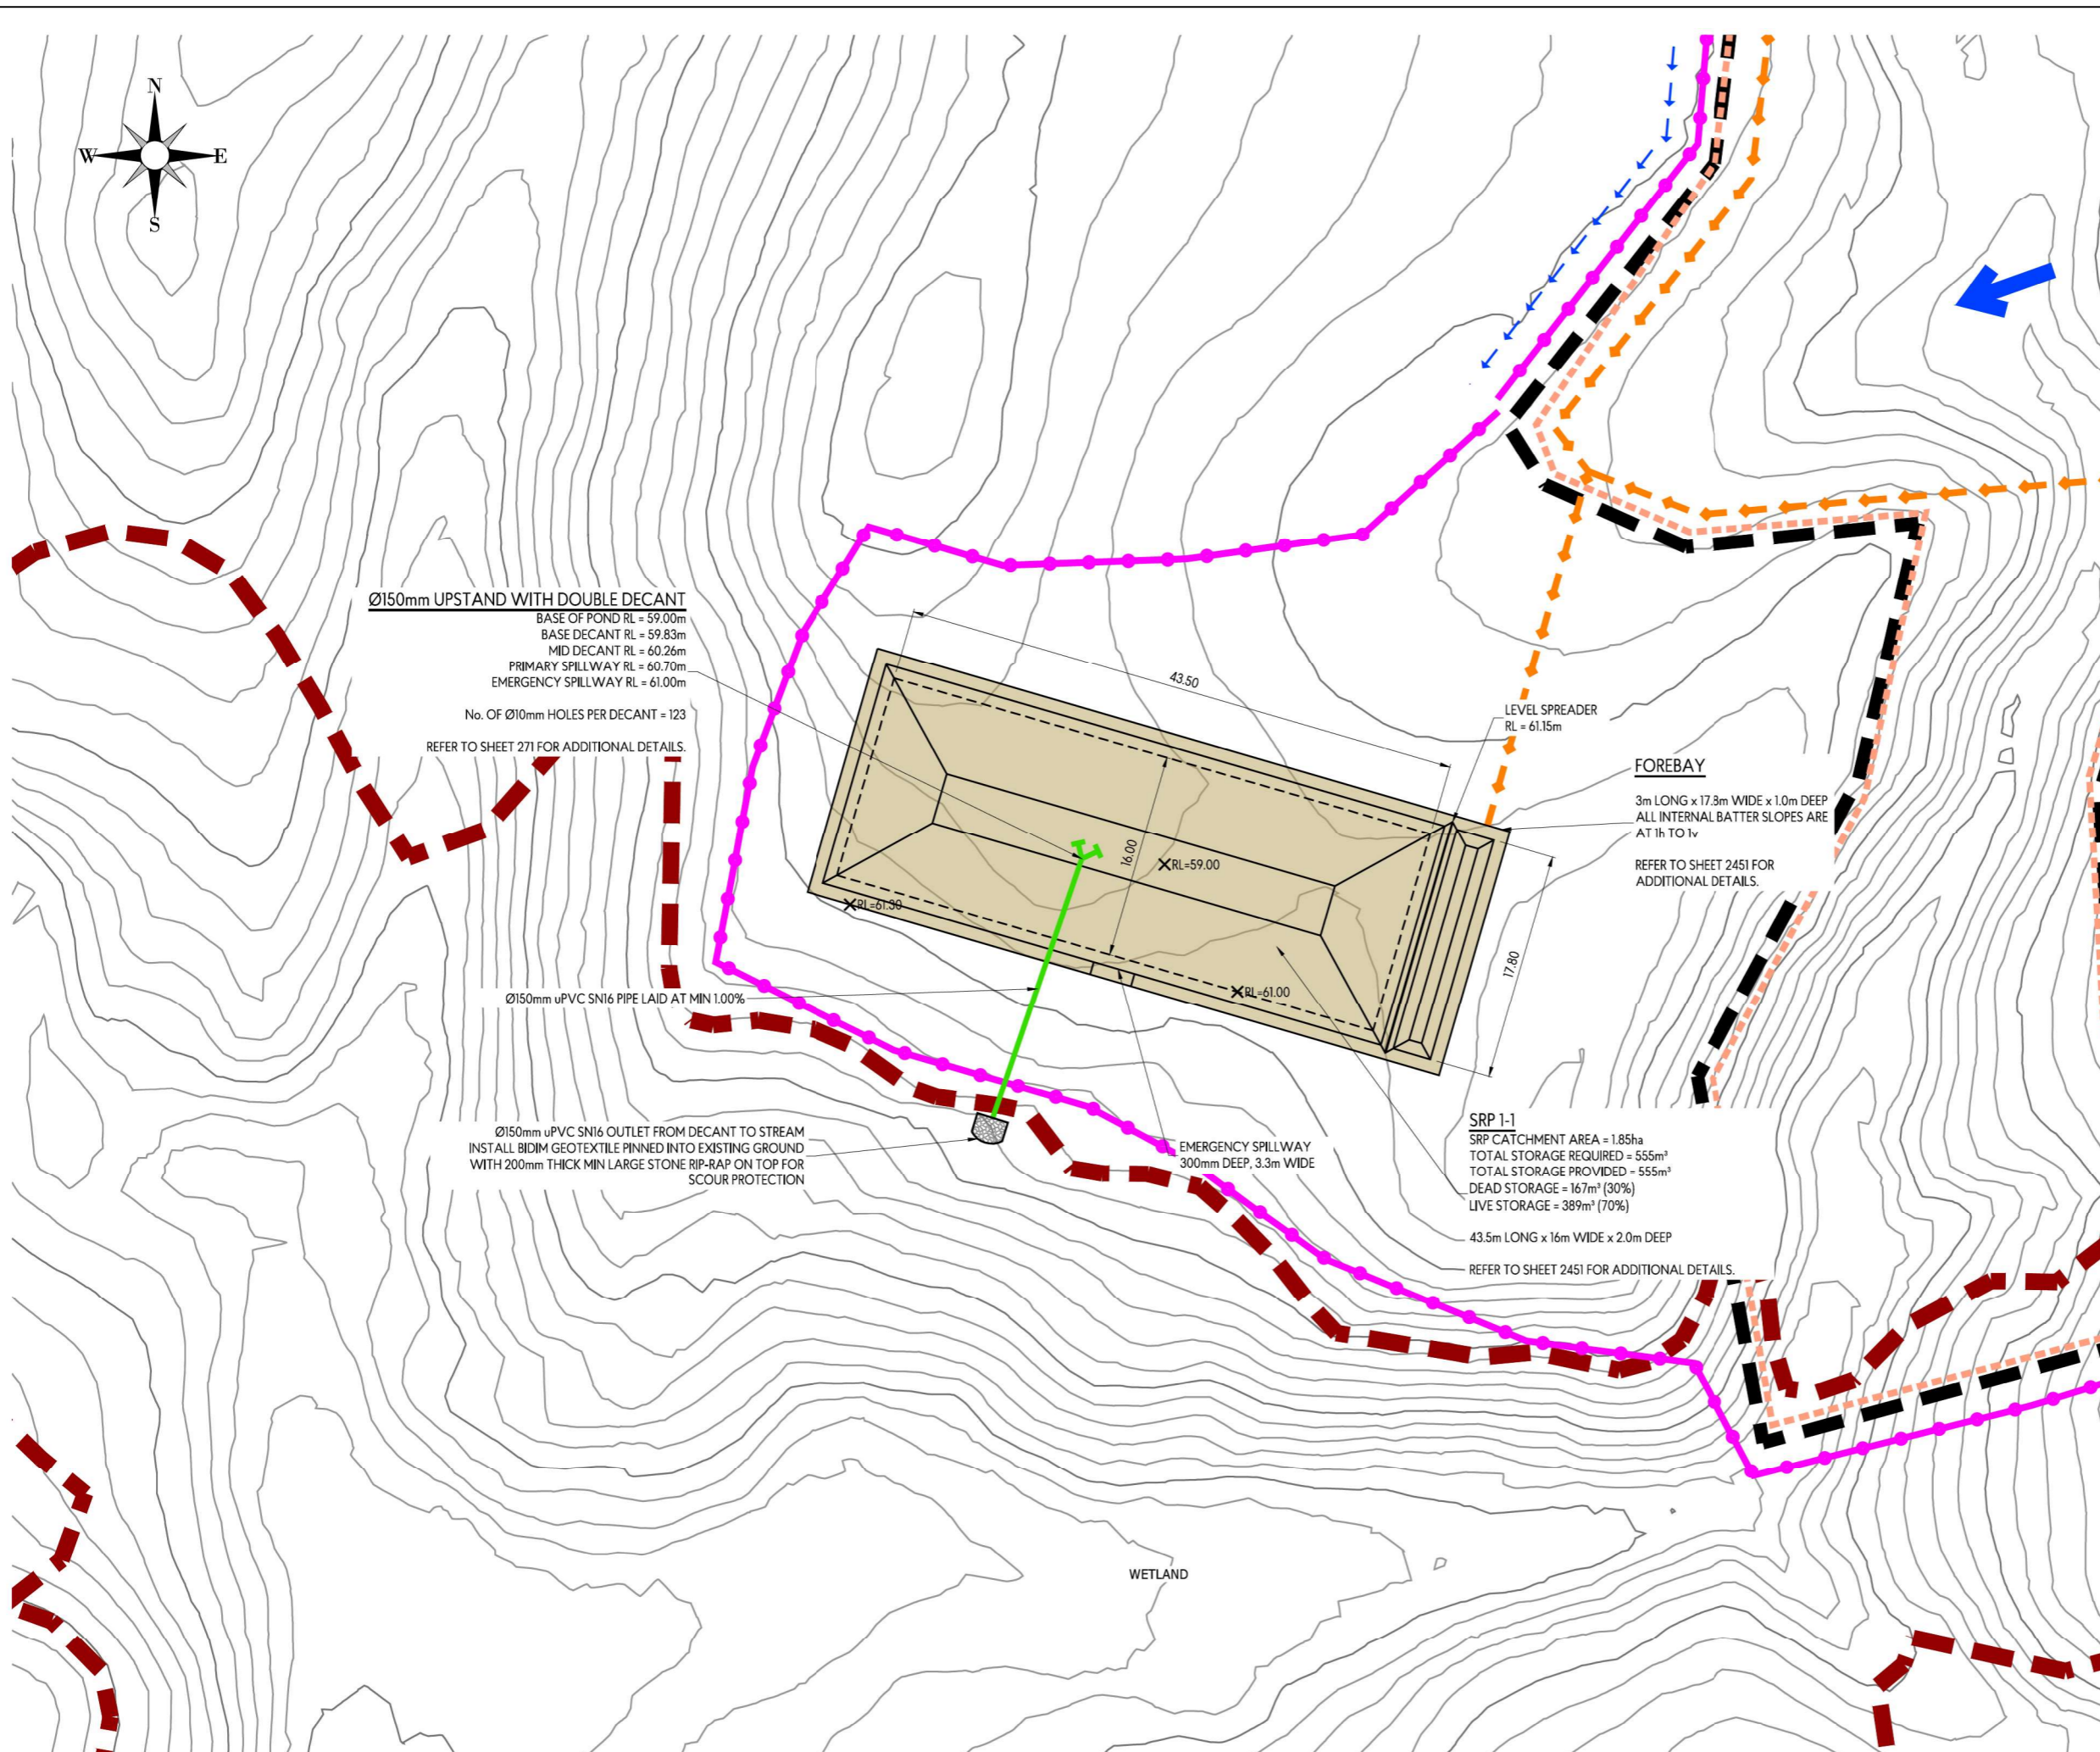 N
W E
S
Ø150mm UPSTAND WITH DOUBLE DECANT
BASE OF POND RL = 59.00m
BASE DECANT RL = 59.83m
MID DECANT RL = 60.26m
PRIMARY SPILLWAY RL = 60.70m
EMERGENCY SPILLWAY RL = 61.00m
No. OF Ø10mm HOLES PER DECANT = 123
REFER TO SHEET 271 FOR ADDITIONAL DETAILS.
43.50
LEVEL SPREADER
RL = 61.15m
FOREBAY
3m LONG x 17.8m WIDE x 1.0m DEEP
ALL INTERNAL BATTER SLOPES ARE
AT 1h TO 1v
REFER TO SHEET 2451 FOR
ADDITIONAL DETAILS.
16.00
RL=59.00
RL=61.30
17.80
RL=61.00
Ø150mm uPVC SN16 PIPE LAID AT MIN 1.00%
Ø150mm uPVC SN16 OUTLET FROM DECANT TO STREAM
INSTALL BIDIM GEOTEXTILE PINNED INTO EXISTING GROUND
WITH 200mm THICK MIN LARGE STONE RIP-RAP ON TOP FOR
SCOUR PROTECTION
EMERGENCY SPILLWAY
300mm DEEP, 3.3m WIDE
SRP 1-1
SRP CATCHMENT AREA = 1.85ha
TOTAL STORAGE REQUIRED = 555m³
TOTAL STORAGE PROVIDED = 555m³
DEAD STORAGE = 167m³ (30%)
LIVE STORAGE = 389m³ (70%)
43.5m LONG x 16m WIDE x 2.0m DEEP
REFER TO SHEET 2451 FOR ADDITIONAL DETAILS.
WETLAND